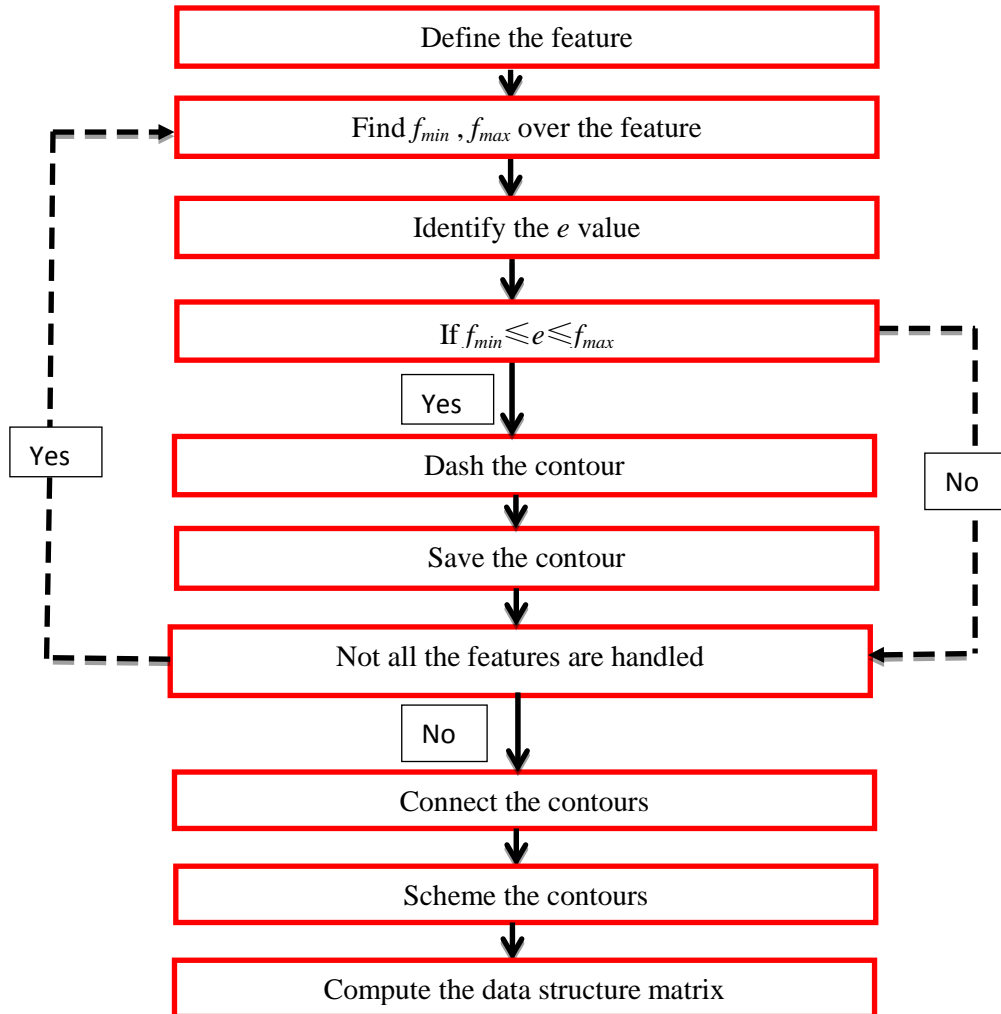 Define the feature
Find fmin , fmax over the feature
Identify the e value
If fmin≤e≤fmax
Yes
Dash the contour
Yes
No
Save the contour
Not all the features are handled
No
Connect the contours
Scheme the contours
Compute the data structure matrix